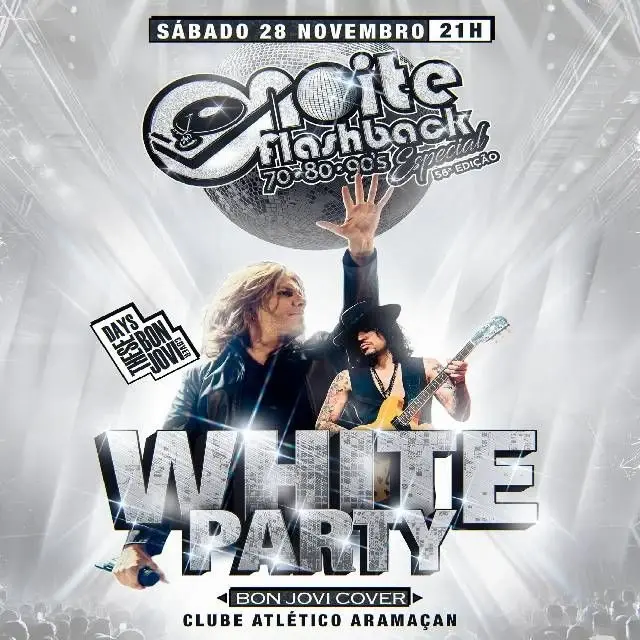 SÁBADO 28 NOVEMBRO 21H
noite
flashback
70•80•90's Especial
56ª EDIÇÃO
THESE
DAYS
BON
JOVI
COVER
WHITE
PARTY
BON JOVI COVER
CLUBE ATLÉTICO ARAMAÇAN